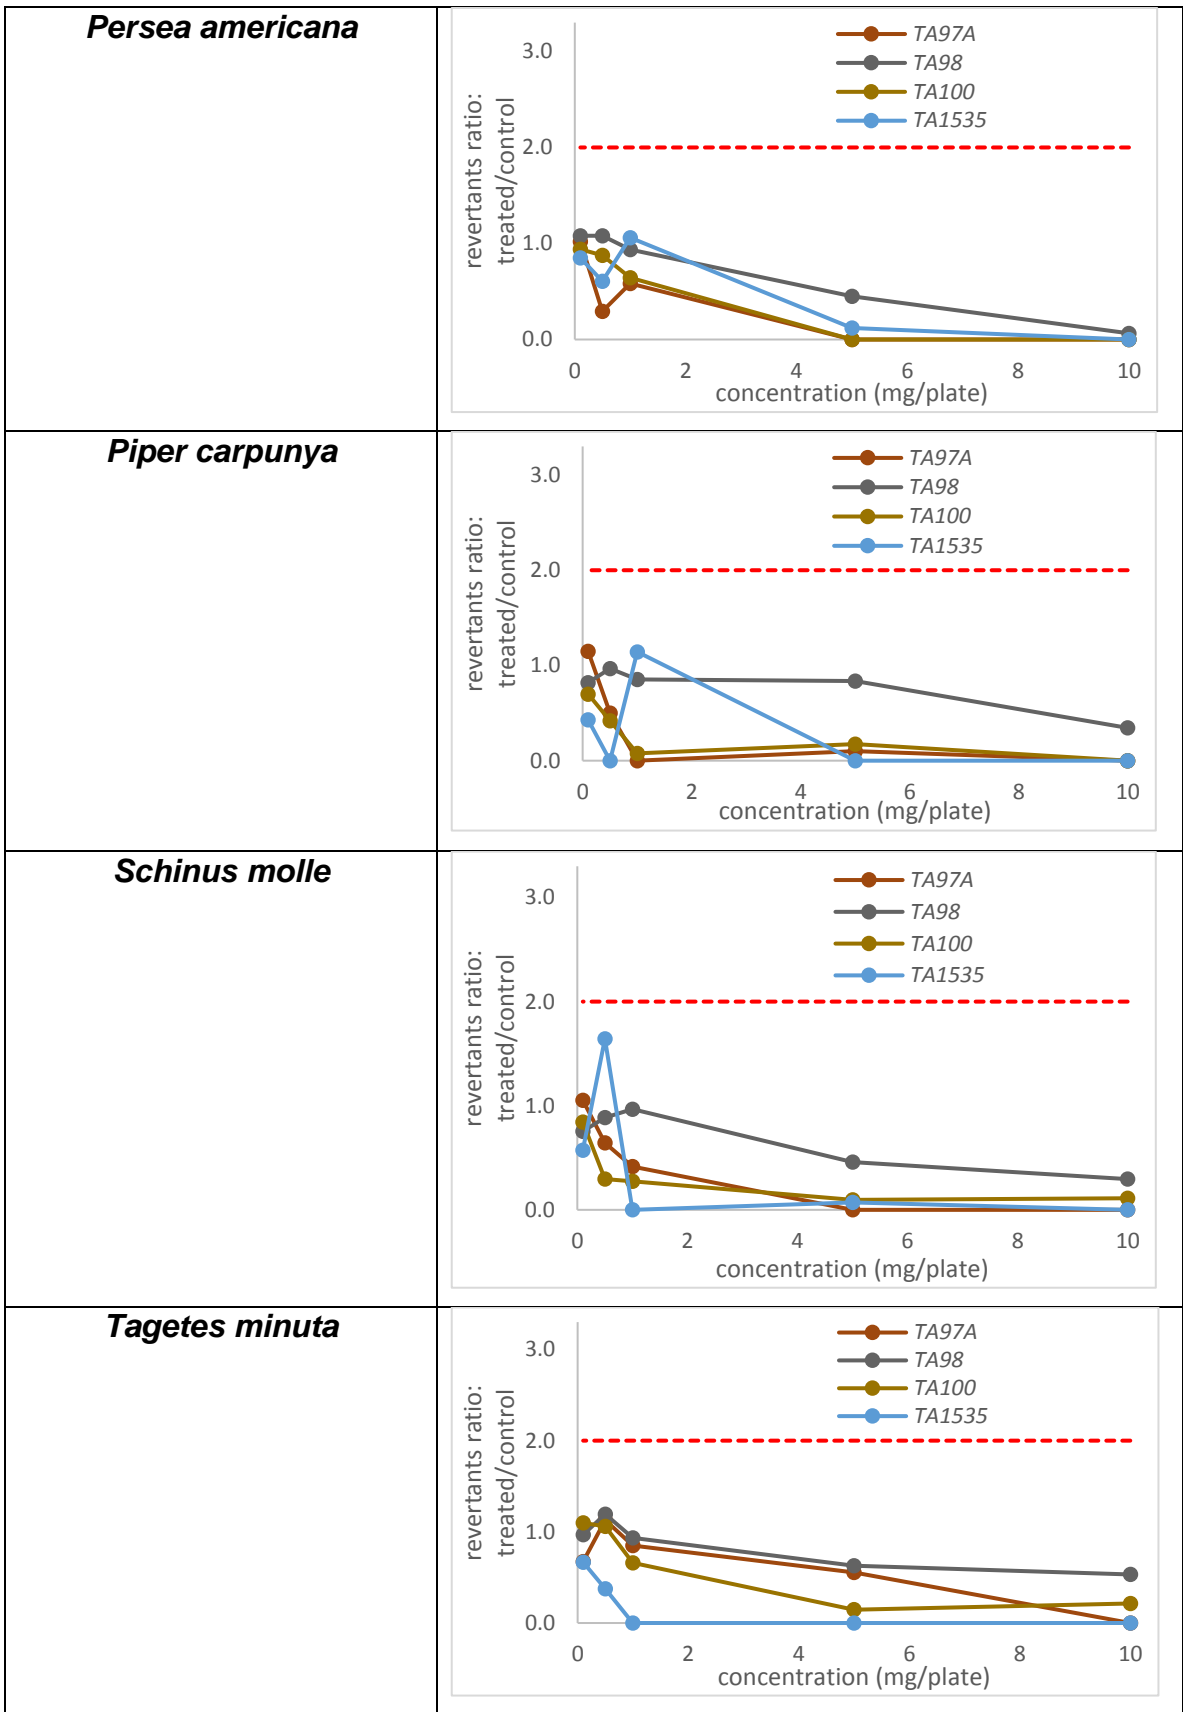 Persea americana
TA97A
TA98
TA100
TA1535
3.0
2.0
1.0
0.0
revertants ratio:
treated/control
0 2 4 6 8 10
concentration (mg/plate)
Piper carpunya
TA97A
TA98
TA100
TA1535
3.0
2.0
1.0
0.0
revertants ratio:
treated/control
0 2 4 6 8 10
concentration (mg/plate)
Schinus molle
TA97A
TA98
TA100
TA1535
3.0
2.0
1.0
0.0
revertants ratio:
treated/control
0 2 4 6 8 10
concentration (mg/plate)
Tagetes minuta
TA97A
TA98
TA100
TA1535
3.0
2.0
1.0
0.0
revertants ratio:
treated/control
0 2 4 6 8 10
concentration (mg/plate)